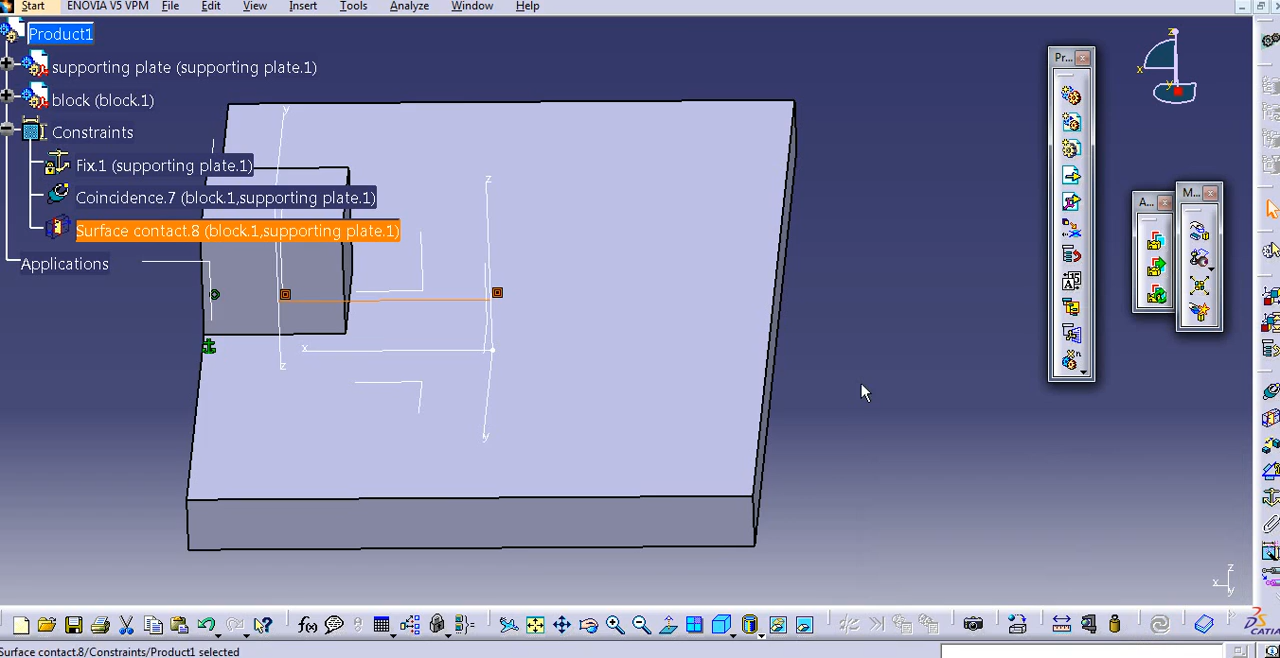 Start ENOVIA V5 VPM File Edit View Insert Tools Analyze Window Help
Product1
supporting plate (supporting plate.1)
block (block.1)
Constraints
Fix.1 (supporting plate.1)
Coincidence.7 (block.1,supporting plate.1)
Surface contact.8 (block.1,supporting plate.1)
Applications
Pr...
A...
M...
z
x
y
y
z
z
x
y
z
x
y
f(x)
CATIA
Surface contact.8/Constraints/Product1 selected